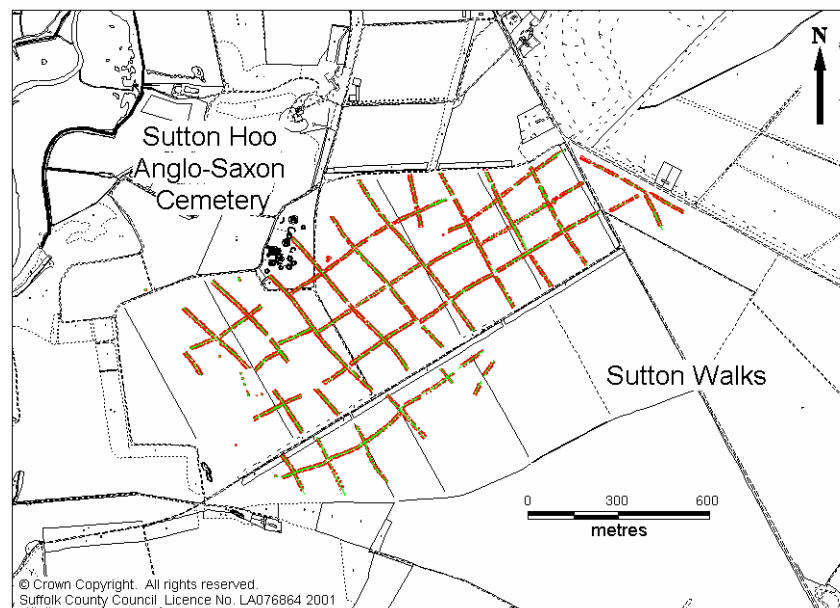 N
Sutton Hoo
Anglo-Saxon
Cemetery
Sutton Walks
0 300 600
metres
© Crown Copyright. All rights reserved.
Suffolk County Council Licence No. LA076864 2001